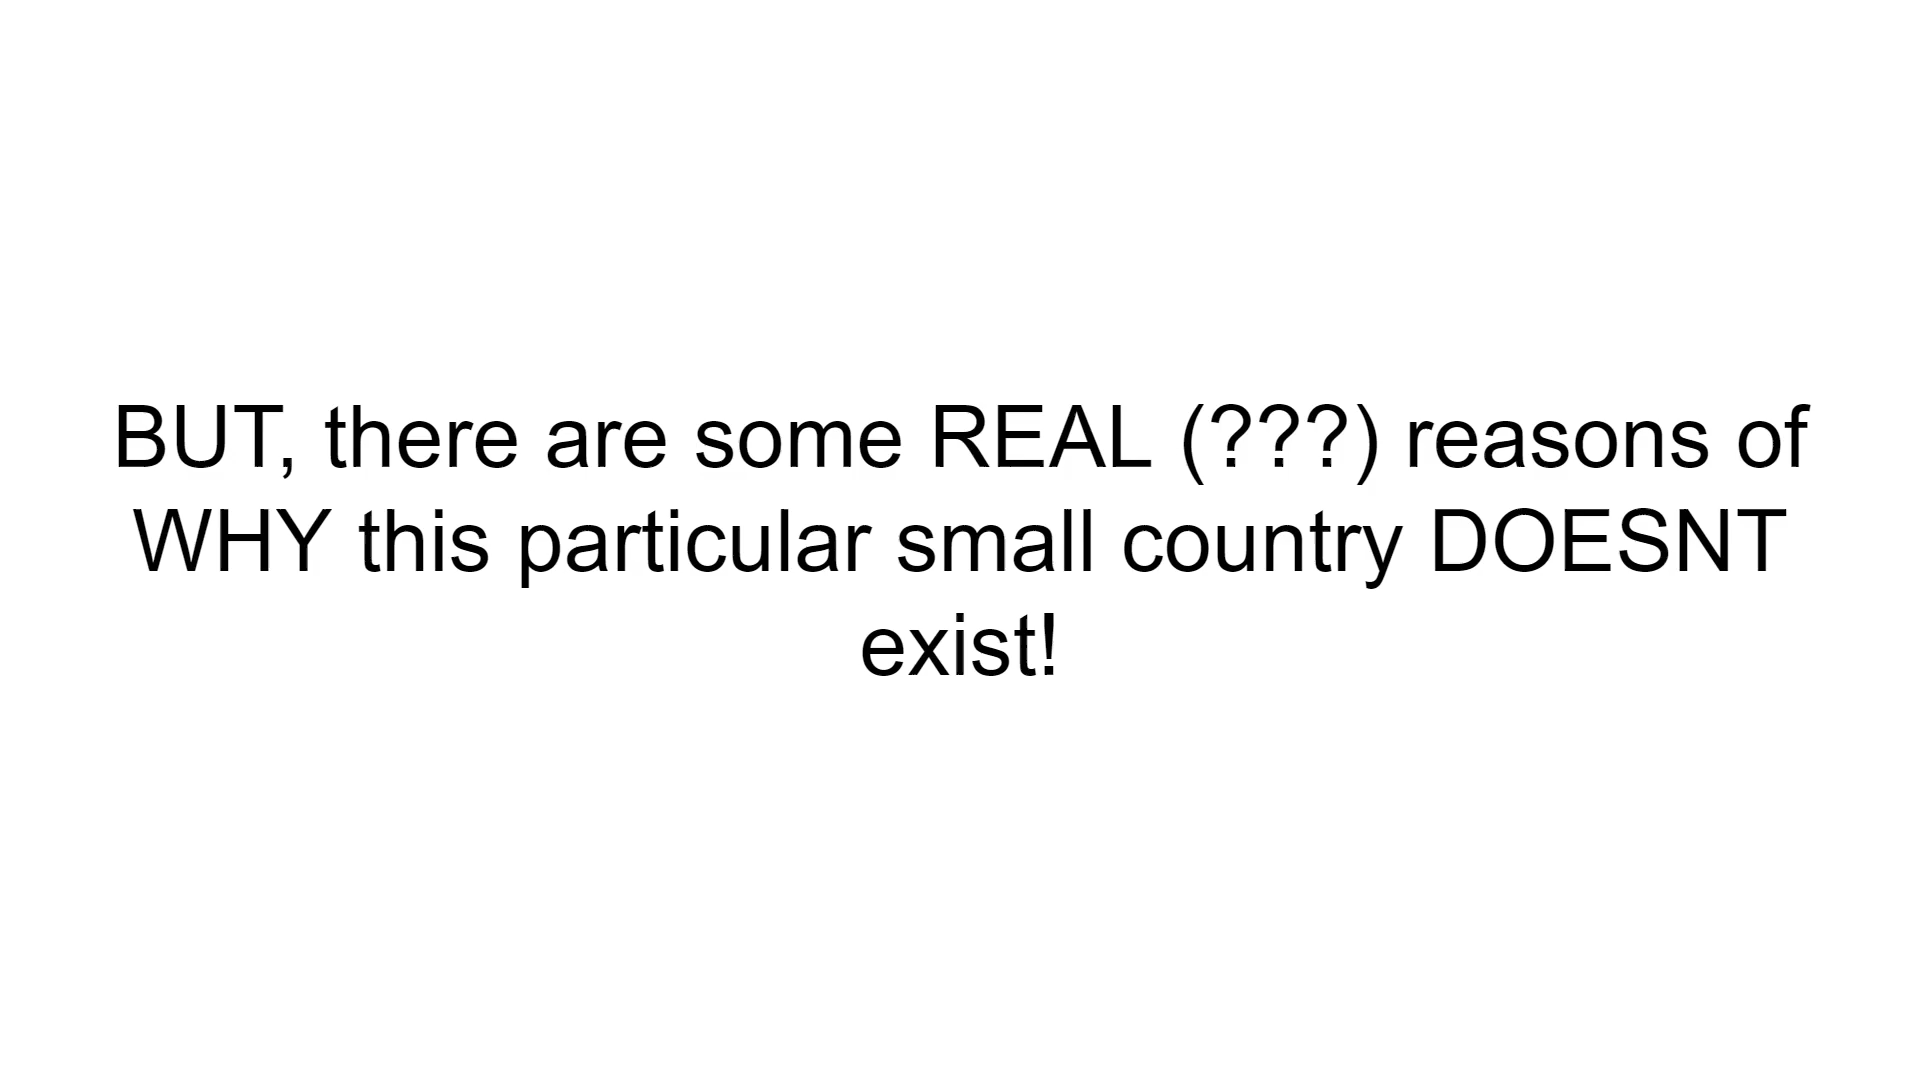 BUT, there are some REAL (???) reasons of
WHY this particular small country DOESNT
exist!